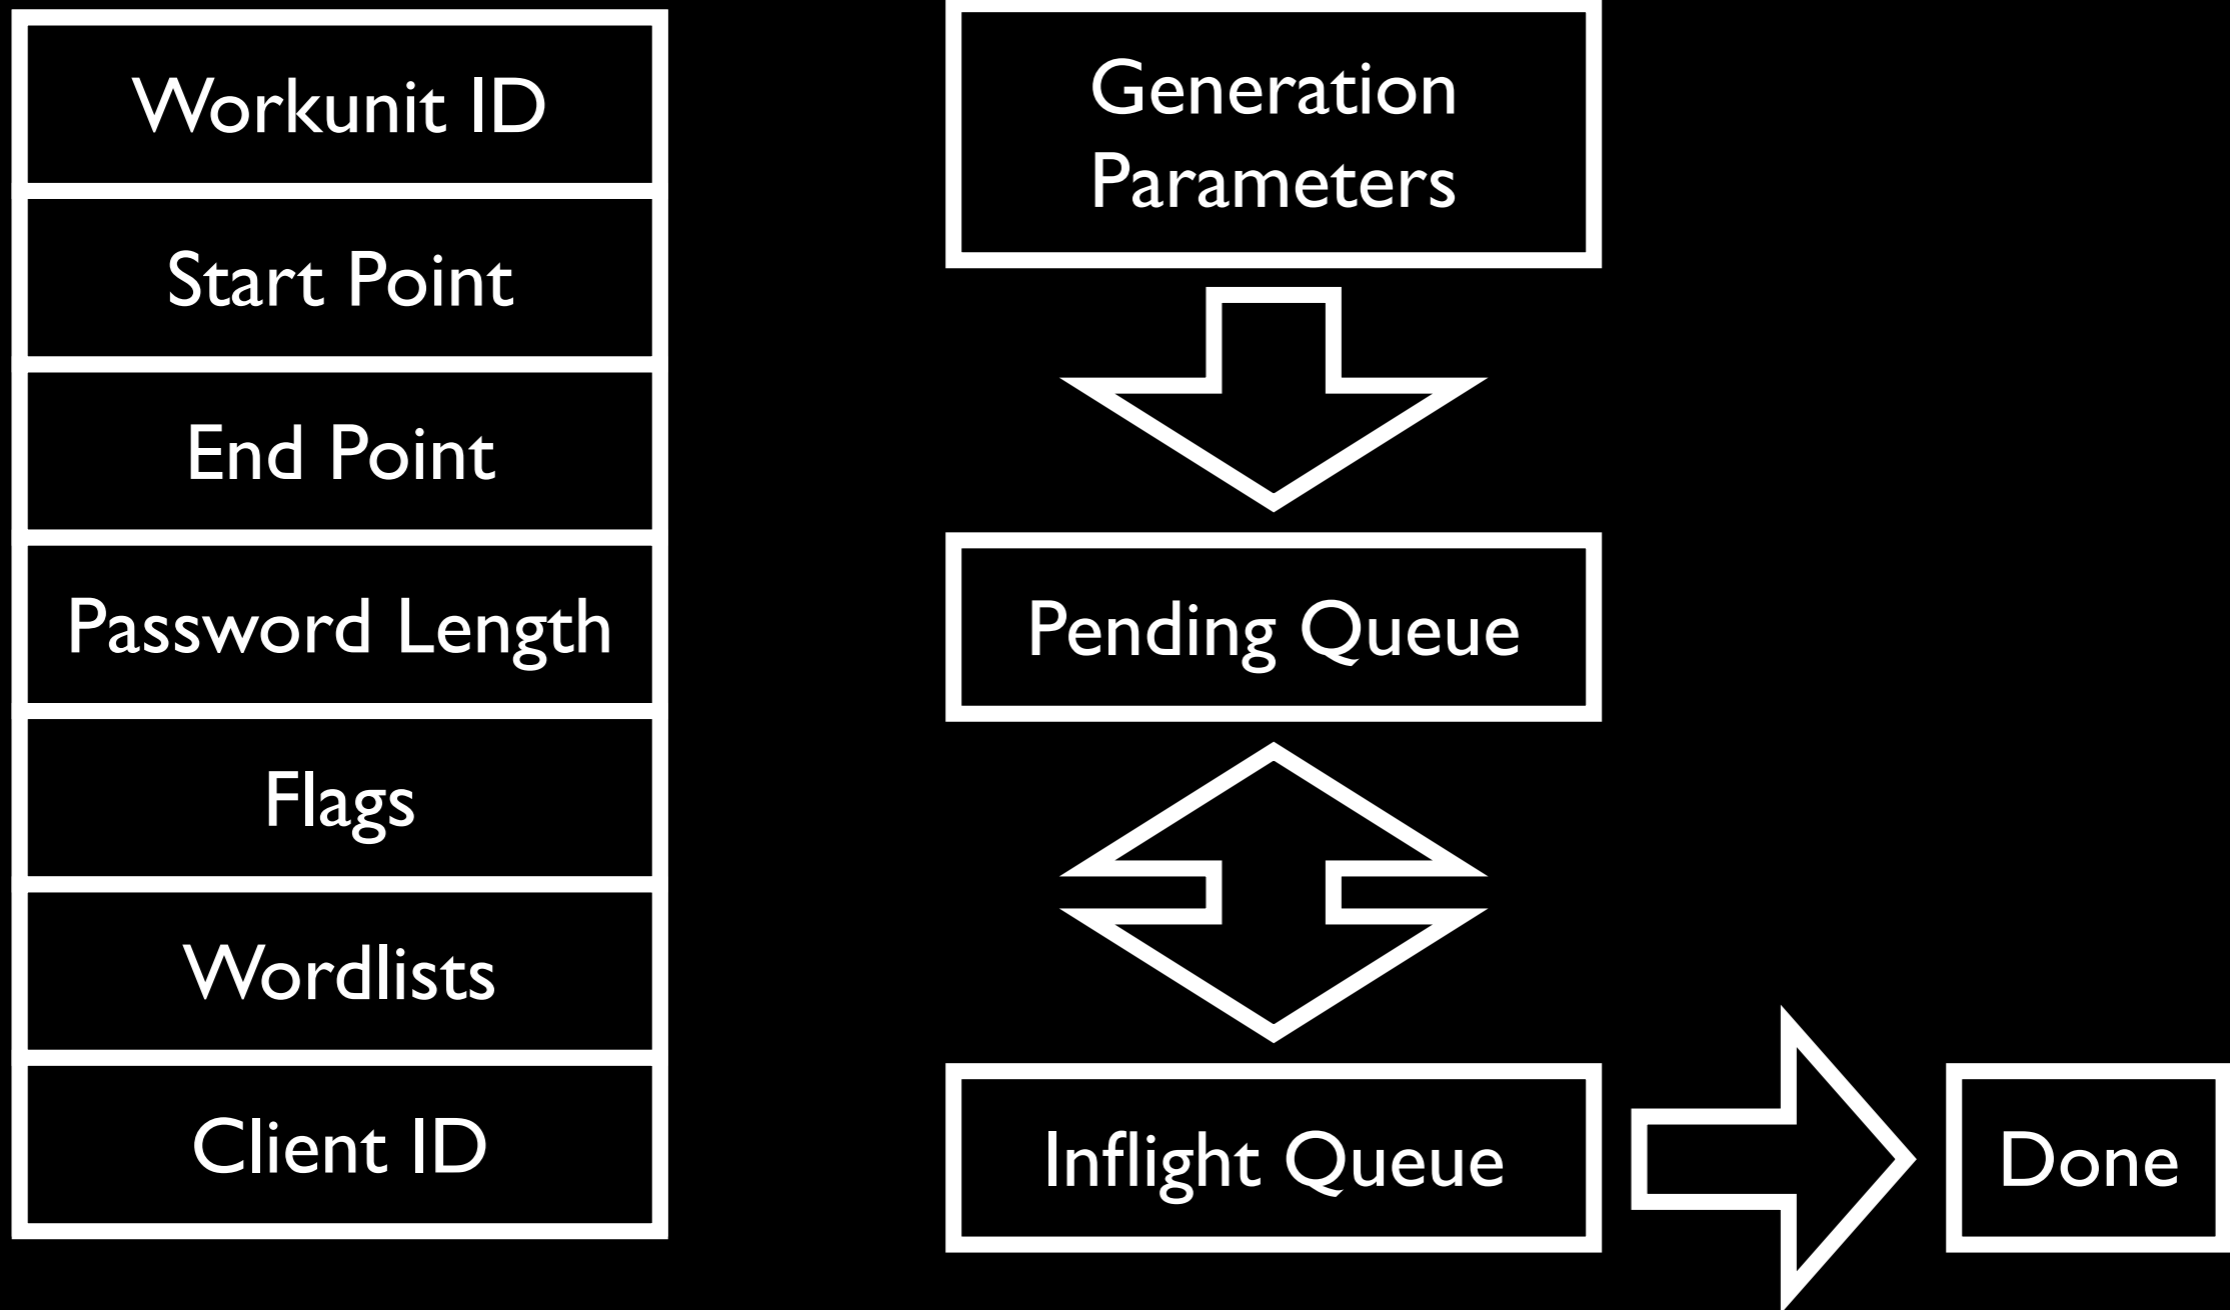 Workunit ID
Start Point
End Point
Password Length
Flags
Wordlists
Client ID
Generation
Parameters
Pending Queue
Inflight Queue
Done